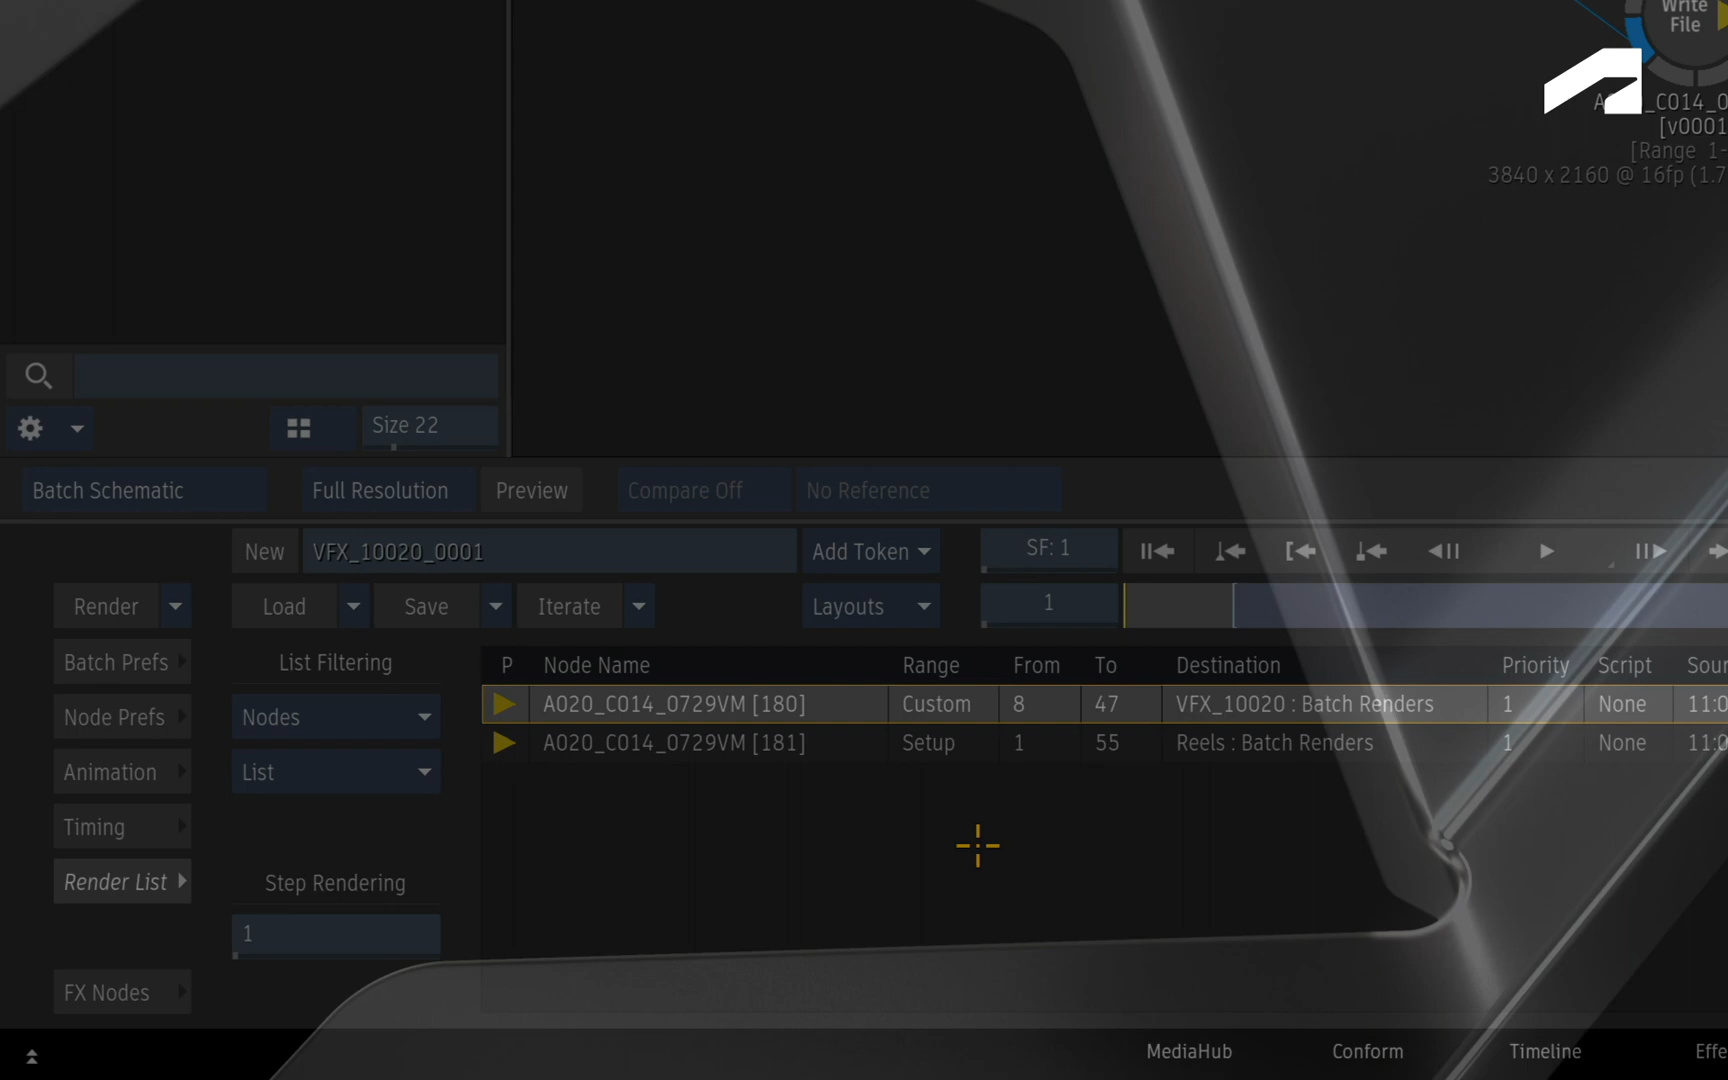 Write
File
_C014_0
[v0001
[Range 1-
3840 x 2160 @ 16fp (1.7
Size 22
Batch Schematic
Full Resolution
Preview
Compare Off
No Reference
New
VFX_10020_0001
Add Token
SF: 1
Render
Load
Save
Iterate
Layouts
1
Batch Prefs
List Filtering
P Node Name Range From To Destination Priority Script Sour
A020_C014_0729VM [180] Custom 8 47 VFX_10020 : Batch Renders 1 None 11:0
Node Prefs
Nodes
A020_C014_0729VM [181] Setup 1 55 Reels : Batch Renders 1 None 11:0
Animation
List
Timing
Render List
Step Rendering
1
FX Nodes
MediaHub
Conform
Timeline
Effe